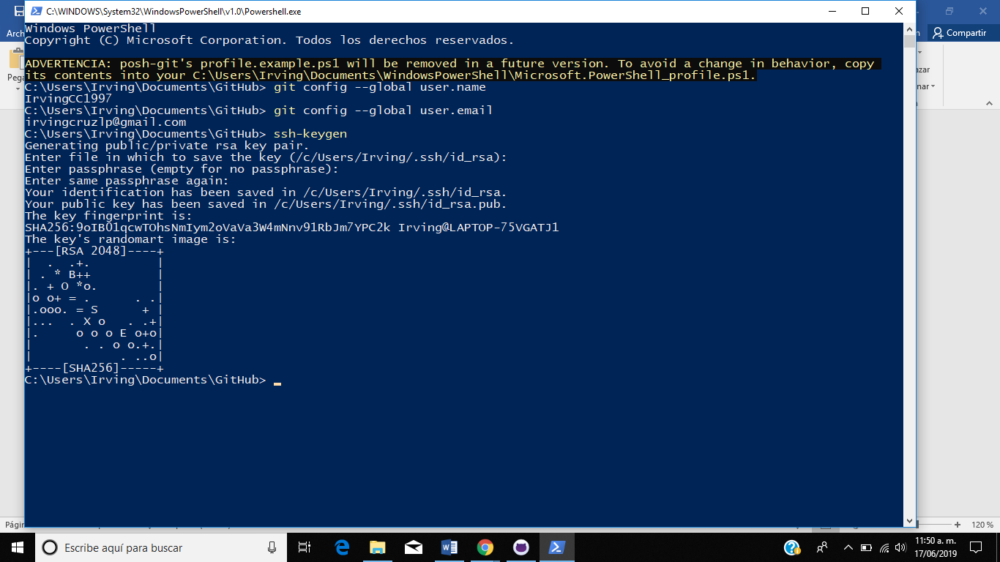 C:\WINDOWS\System32\WindowsPowerShell\v1.0\Powershell.exe
Arch
Compartir
Windows PowerShell
Copyright (C) Microsoft Corporation. Todos los derechos reservados.
ADVERTENCIA: posh-git's profile.example.ps1 will be removed in a future version. To avoid a change in behavior, copy
its contents into your C:\Users\Irving\Documents\WindowsPowerShell\Microsoft.PowerShell_profile.ps1.
Pega
azar
nar
C:\Users\Irving\Documents\GitHub> git config --global user.name
IrvingCC1997
C:\Users\Irving\Documents\GitHub> git config --global user.email
irvingcruzlp@gmail.com
C:\Users\Irving\Documents\GitHub> ssh-keygen
Generating public/private rsa key pair.
Enter file in which to save the key (/c/Users/Irving/.ssh/id_rsa):
Enter passphrase (empty for no passphrase):
Enter same passphrase again:
Your identification has been saved in /c/Users/Irving/.ssh/id_rsa.
Your public key has been saved in /c/Users/Irving/.ssh/id_rsa.pub.
The key fingerprint is:
SHA256:9oIBO1qcwTOhsNmIym2oVaVa3W4mNnv91RbJm7YPC2k Irving@LAPTOP-75VGATJ1
The key's randomart image is:
+---[RSA 2048]----+
|  .  .+.         |
| . * B++         |
|. + O *o.        |
|o o+ = .      . .|
|.ooo. = S      + |
|...  . X o   . .+|
|.     o o o E o+o|
|       . . o o.+.|
|            . ..o|
+----[SHA256]-----+
C:\Users\Irving\Documents\GitHub>
Págin
120 %
Escribe aquí para buscar
11:50 a. m.
17/06/2019